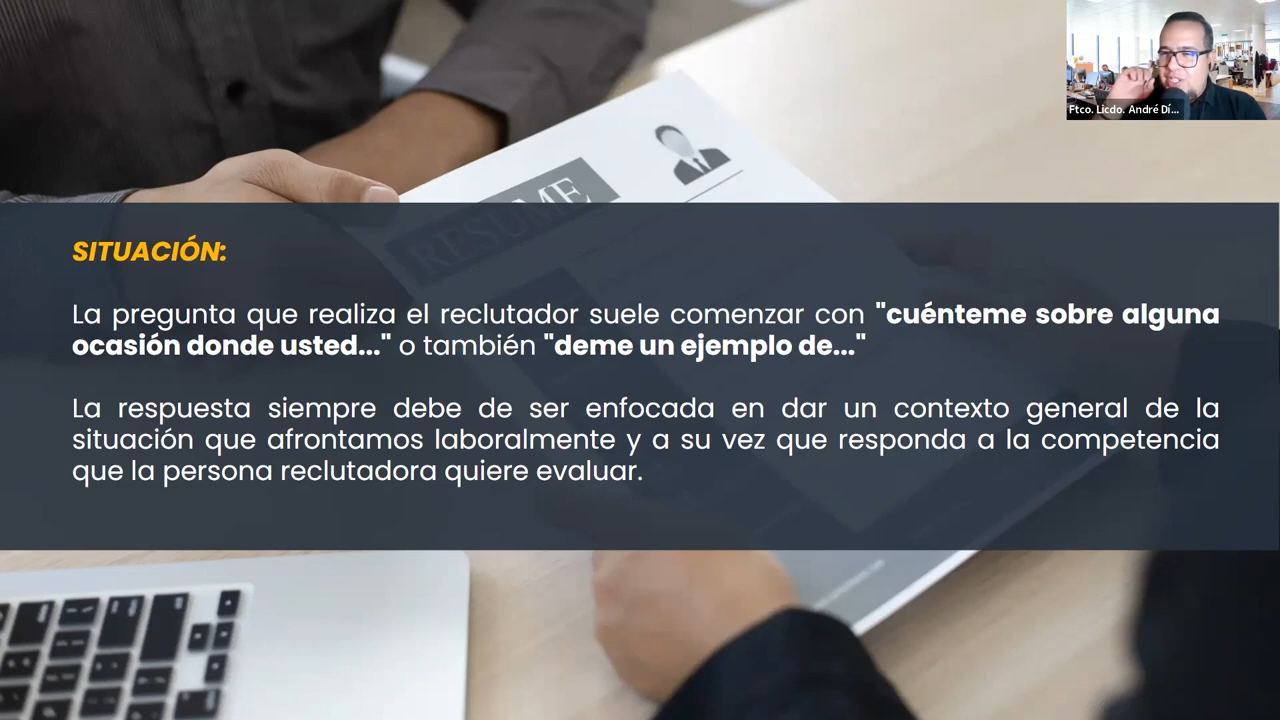 Ftco. Licdo. André Dí...
RESUME
SITUACIÓN:
La pregunta que realiza el reclutador suele comenzar con "cuénteme sobre alguna
ocasión donde usted..." o también "deme un ejemplo de..."
La respuesta siempre debe de ser enfocada en dar un contexto general de la
situación que afrontamos laboralmente y a su vez que responda a la competencia
que la persona reclutadora quiere evaluar.